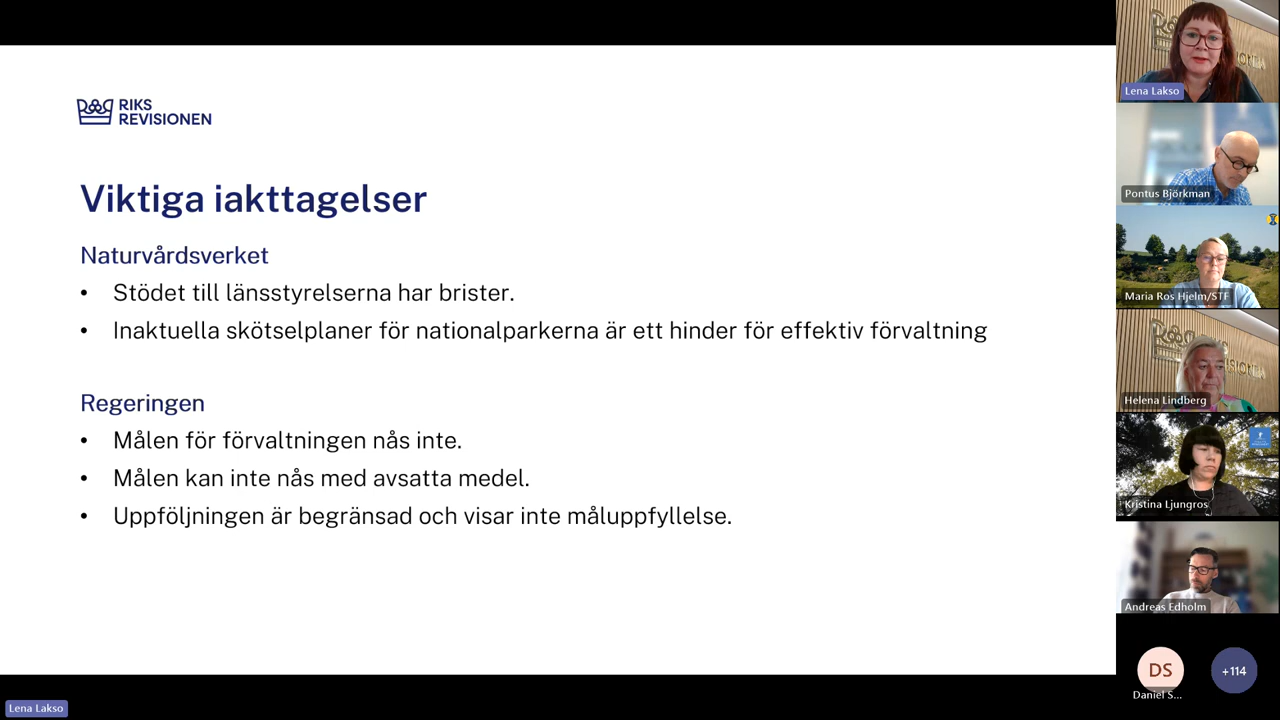 RIKS
REVISIONEN
Viktiga iakttagelser
Naturvårdsverket
• Stödet till länsstyrelserna har brister.
• Inaktuella skötselplaner för nationalparkerna är ett hinder för effektiv förvaltning
Regeringen
• Målen för förvaltningen nås inte.
• Målen kan inte nås med avsatta medel.
• Uppföljningen är begränsad och visar inte måluppfyllelse.
Lena Lakso
Pontus Björkman
Maria Ros Hjelm/STF
Helena Lindberg
Kristina Ljungros
Andreas Edholm
DS
Daniel S...
+114
Lena Lakso